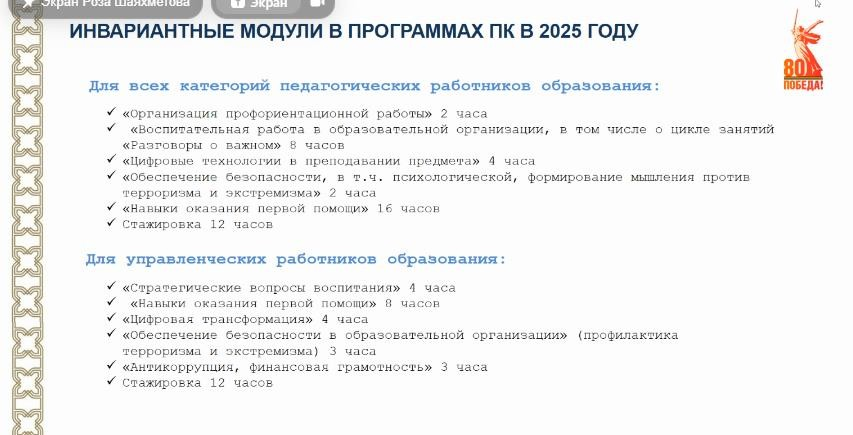 Экран Роза Шаяхметова
Экран
ИНВАРИАНТНЫЕ МОДУЛИ В ПРОГРАММАХ ПК В 2025 ГОДУ
80
ПОБЕДА!
Для всех категорий педагогических работников образования:
✓ «Организация профориентационной работы» 2 часа
✓ «Воспитательная работа в образовательной организации, в том числе о цикле занятий
«Разговоры о важном» 8 часов
✓ «Цифровые технологии в преподавании предмета» 4 часа
✓ «Обеспечение безопасности, в т.ч. психологической, формирование мышления против
терроризма и экстремизма» 2 часа
✓ «Навыки оказания первой помощи» 16 часов
✓ Стажировка 12 часов
Для управленческих работников образования:
✓ «Стратегические вопросы воспитания» 4 часа
✓ «Навыки оказания первой помощи» 8 часов
✓ «Цифровая трансформация» 4 часа
✓ «Обеспечение безопасности в образовательной организации» (профилактика
терроризма и экстремизма) 3 часа
✓ «Антикоррупция, финансовая грамотность» 3 часа
✓ Стажировка 12 часов